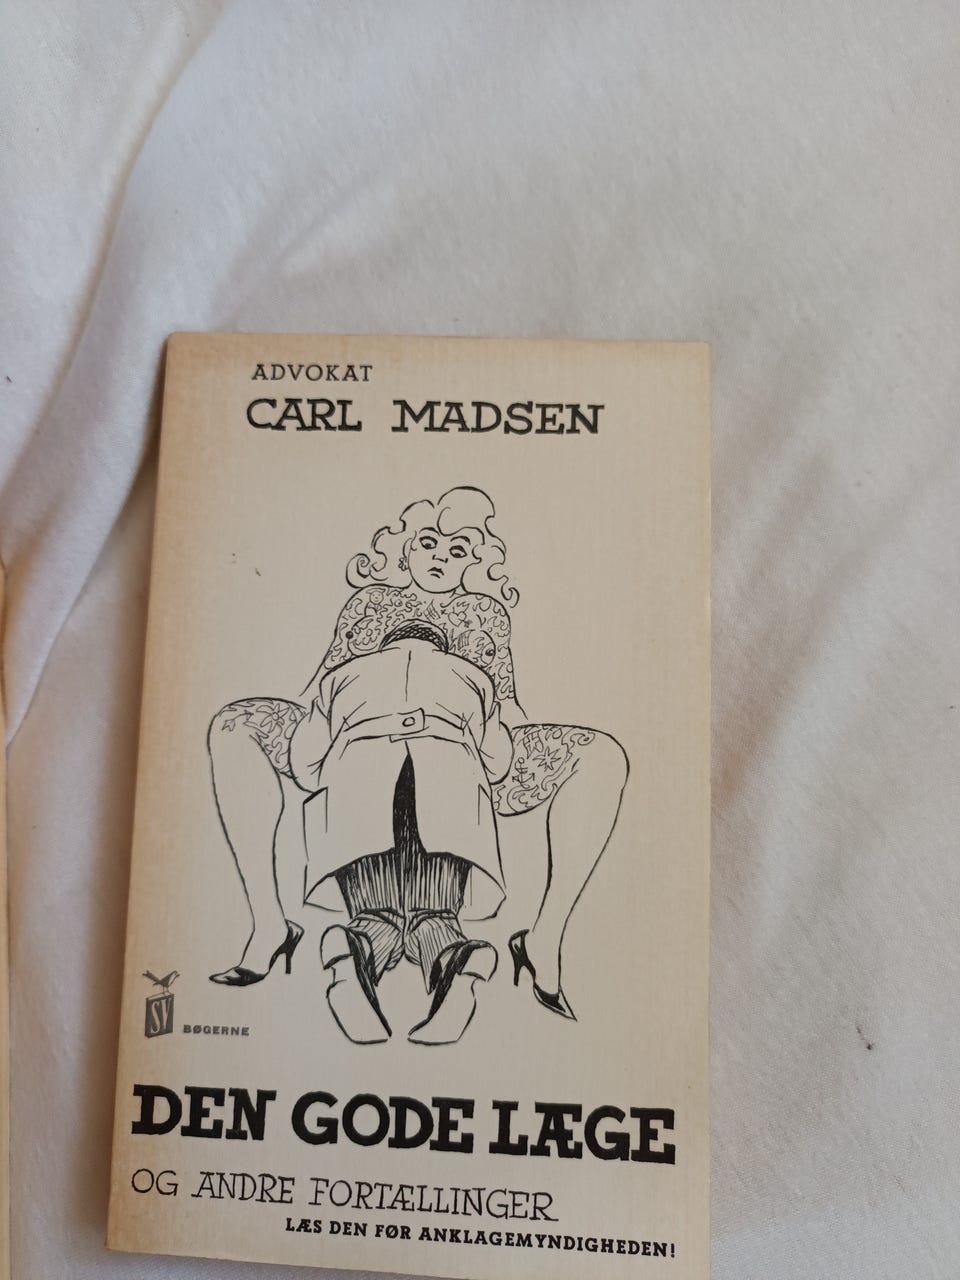 ADVOKAT
CARL MADSEN
SV
BØGERNE
DEN GODE LÆGE
OG ANDRE FORTÆLLINGER
LÆS DEN FØR ANKLAGEMYNDIGHEDEN!